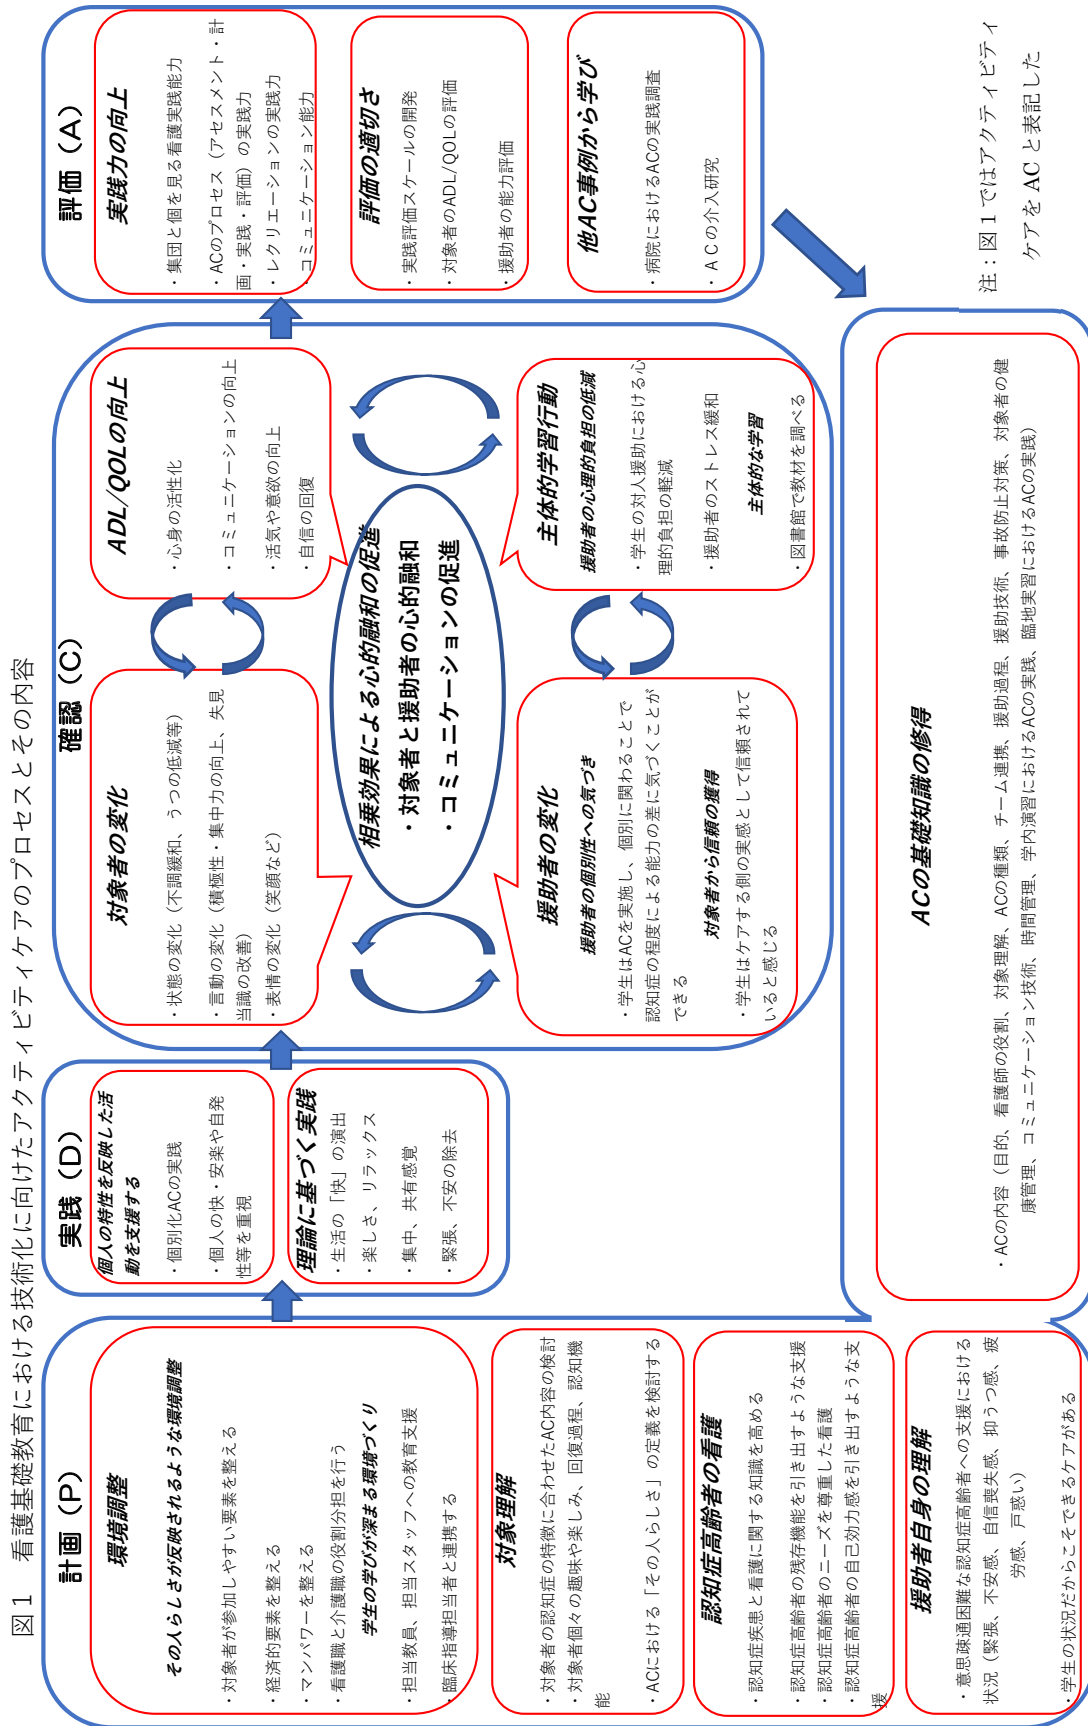 図1　看護基礎教育における技術化に向けたアクティビティケアのプロセスとその内容
計画（P）
環境調整
その人らしさが反映されるような環境調整
・対象者が参加しやすい要素を整える
・経済的要素を整える
・マンパワーを整える
・看護職と介護職の役割分担を行う
学生の学びが深まる環境づくり
・担当教員、担当スタッフへの教育支援
・臨床指導担当者と連携する
対象理解
・対象者の認知症の特徴に合わせたAC内容の検討
・対象者個々の趣味や楽しみ、回復過程、認知機
能
・ACにおける「その人らしさ」の定義を検討する
認知症高齢者の看護
・認知症疾患と看護に関する知識を高める
・認知症高齢者の残存機能を引き出すような支援
・認知症高齢者のニーズを尊重した看護
・認知症高齢者の自己効力感を引き出すような支
援
援助者自身の理解
・意思疎通困難な認知症高齢者への支援における
状況（緊張、不安感、自信喪失感、抑うつ感、疲
労感、戸惑い）
・学生の状況だからこそできるケアがある
実践（D）
個人の特性を反映した活
動を支援する
・個別化ACの実践
・個人の快・安楽や自発
性等を重視
理論に基づく実践
・生活の「快」の演出
・楽しさ、リラックス
・集中、共有感覚
・緊張、不安の除去
確認（C）
対象者の変化
・状態の変化（不調緩和、うつの低減等）
・言動の変化（積極性・集中力の向上、失見
当識の改善）
・表情の変化（笑顔など）
ADL/QOLの向上
・心身の活性化
・コミュニケーションの向上
・活気や意欲の向上
・自信の回復
相乗効果による心的融和の促進
・対象者と援助者の心的融和
・コミュニケーションの促進
援助者の変化
援助者の個別性への気づき
・学生はACを実施し、個別に関わることで
認知症の程度による能力の差に気づくことが
できる
対象者から信頼の獲得
・学生はケアする側の実感として信頼されて
いると感じる
主体的学習行動
援助者の心理的負担の低減
・学生の対人援助における心
理的負担の軽減
・援助者のストレス緩和
主体的な学習
・図書館で教材を調べる
評価（A）
実践力の向上
・集団と個を見る看護実践能力
・ACのプロセス（アセスメント・計
画・実践・評価）の実践力
・レクリエーションの実践力
・コミュニケーション能力
評価の適切さ
・実践評価スケールの開発
・対象者のADL/QOLの評価
・援助者の能力評価
他AC事例から学び
・病院におけるACの実践調査
・ACの介入研究
ACの基礎知識の修得
・ACの内容（目的、看護師の役割、対象理解、ACの種類、チーム連携、援助過程、援助技術、事故防止対策、対象者の健
康管理、コミュニケーション技術、時間管理、学内演習におけるACの実践、臨地実習におけるACの実践）
注：図1ではアクティビティ
ケアをACと表記した